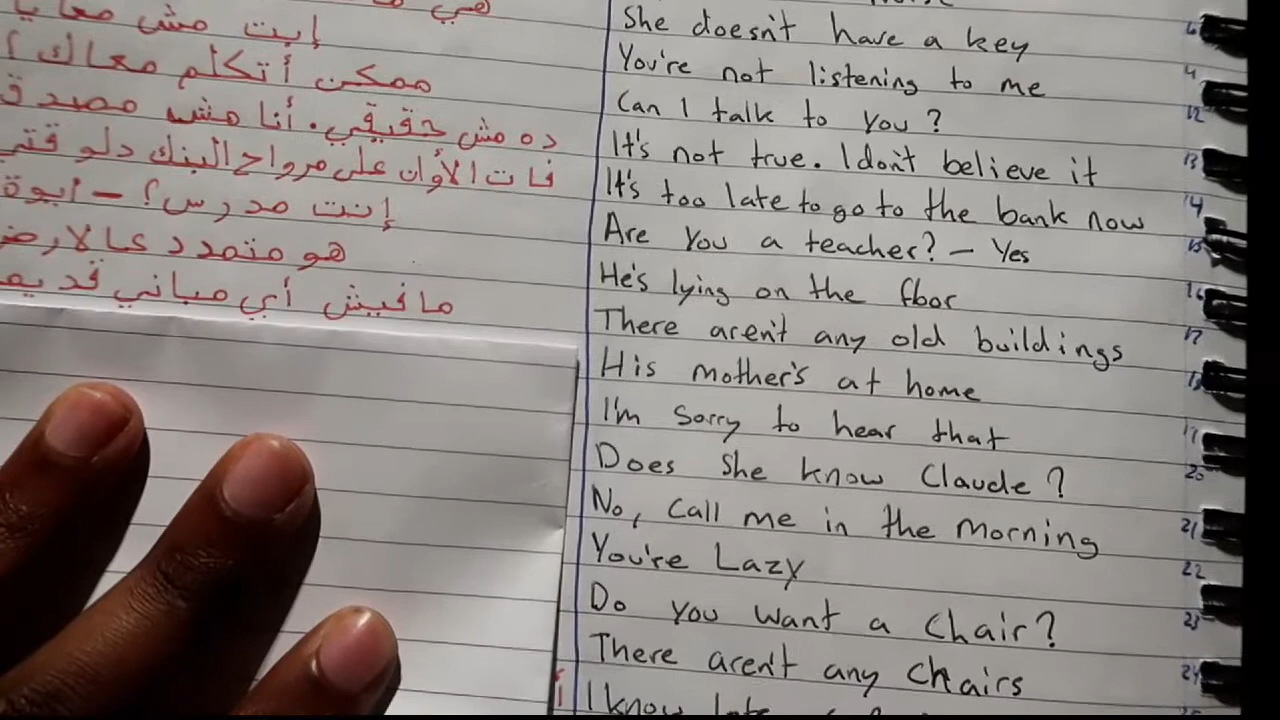 She doesn't have a key
إنت مش معايا
You're not listening to me
ممكن أتكلم معاك؟
Can I talk to you?
ده مش حقيقي. أنا مش مصدق
It's not true. I don't believe it
فات الأوان على مرواح البنك دلوقتي
It's too late to go to the bank now
إنت مدرس؟ - ايوة
Are you a teacher? - Yes
هو متمدد عالارض
He's lying on the floor
مافيش أي مباني قديمة
There aren't any old buildings
His mother's at home
I'm sorry to hear that
Does she know Claude?
No, call me in the morning
You're Lazy
Do you want a chair?
There aren't any chairs
I know